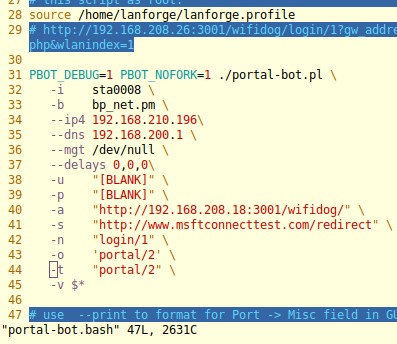 27 # this script as root.
28 source /home/lanforge/lanforge.profile
29 # http://192.168.208.26:3001/wifidog/login/1?gw_addre
php&wlanindex=1
30
31 PBOT_DEBUG=1 PBOT_NOFORK=1 ./portal-bot.pl \
32 -i sta0008 \
33 -b bp_net.pm \
34 --ip4 192.168.210.196\
35 --dns 192.168.200.1 \
36 --mgt /dev/null \
37 --delays 0,0,0\
38 -u "[BLANK]" \
39 -p "[BLANK]" \
40 -a "http://192.168.208.18:3001/wifidog/" \
41 -s "http://www.msftconnecttest.com/redirect" \
42 -n "login/1" \
43 -o 'portal/2' \
44 -t "portal/2" \
45 -v $*
46
47 # use --print to format for Port -> Misc field in GU
"portal-bot.bash" 47L, 2631C